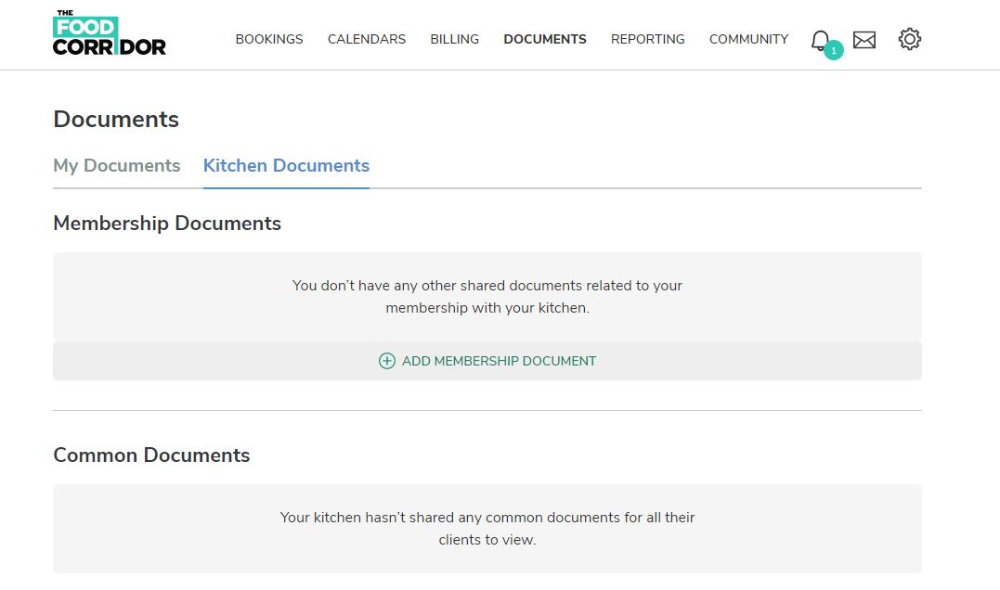 THE
FOOD
CORRIDOR
BOOKINGS CALENDARS BILLING DOCUMENTS REPORTING COMMUNITY 1
Documents
My Documents Kitchen Documents
Membership Documents
You don’t have any other shared documents related to your
membership with your kitchen.
ADD MEMBERSHIP DOCUMENT
Common Documents
Your kitchen hasn’t shared any common documents for all their
clients to view.